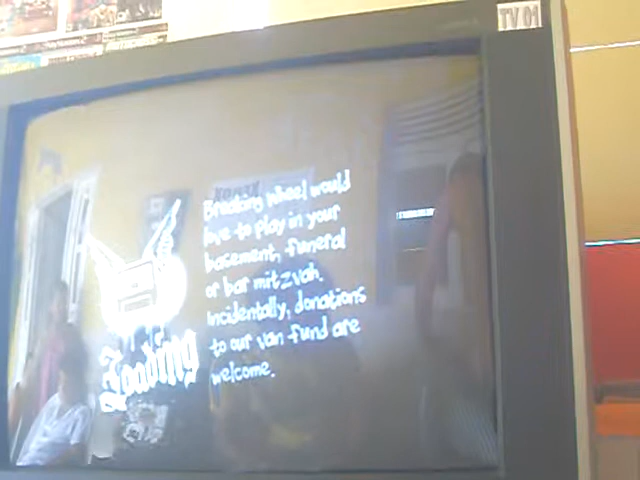 TV 01
Breaking wheel would
love to play in your
basement, funeral
or bar mitzvah.
Incidentally, donations
to our van fund are
welcome.
Loading